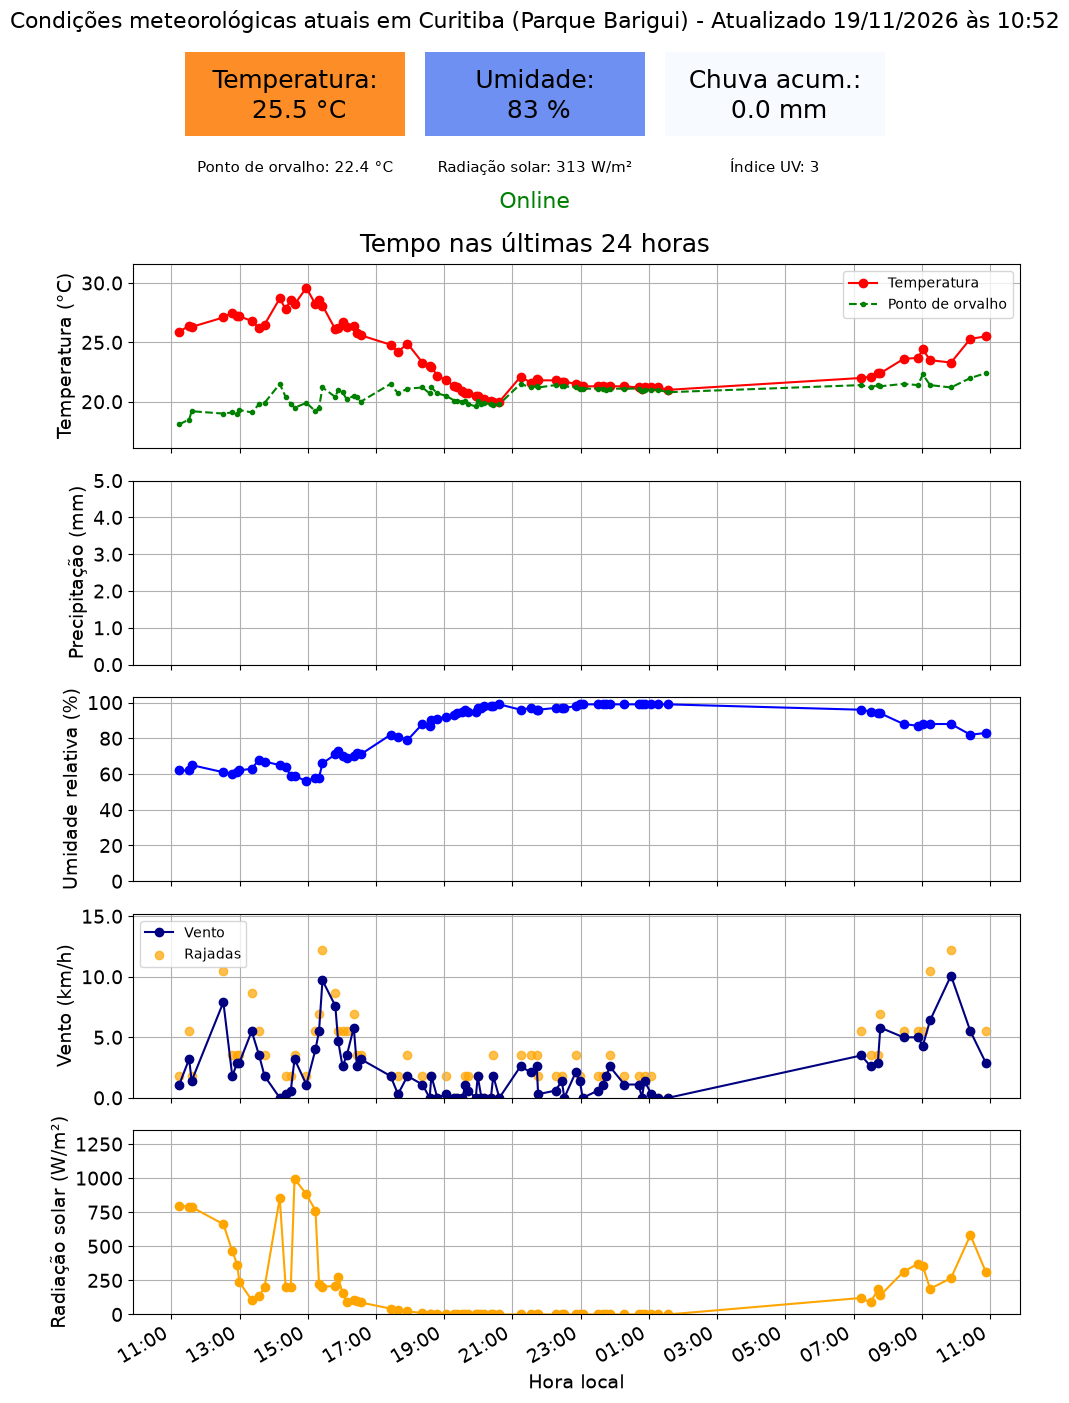 Condições meteorológicas atuais em Curitiba (Parque Barigui) - Atualizado 19/11/2026 às 10:52
Temperatura:
25.5 °C
Umidade:
83 %
Chuva acum.:
0.0 mm
Ponto de orvalho: 22.4 °C
Radiação solar: 313 W/m²
Índice UV: 3
Online
Tempo nas últimas 24 horas
Temperatura (°C)
30.0
25.0
20.0
Temperatura
Ponto de orvalho
Precipitação (mm)
5.0
4.0
3.0
2.0
1.0
0.0
Umidade relativa (%)
100
80
60
40
20
0
Vento (km/h)
15.0
10.0
5.0
0.0
Vento
Rajadas
Radiação solar (W/m²)
1250
1000
750
500
250
0
11:00
13:00
15:00
17:00
19:00
21:00
23:00
01:00
03:00
05:00
07:00
09:00
11:00
Hora local